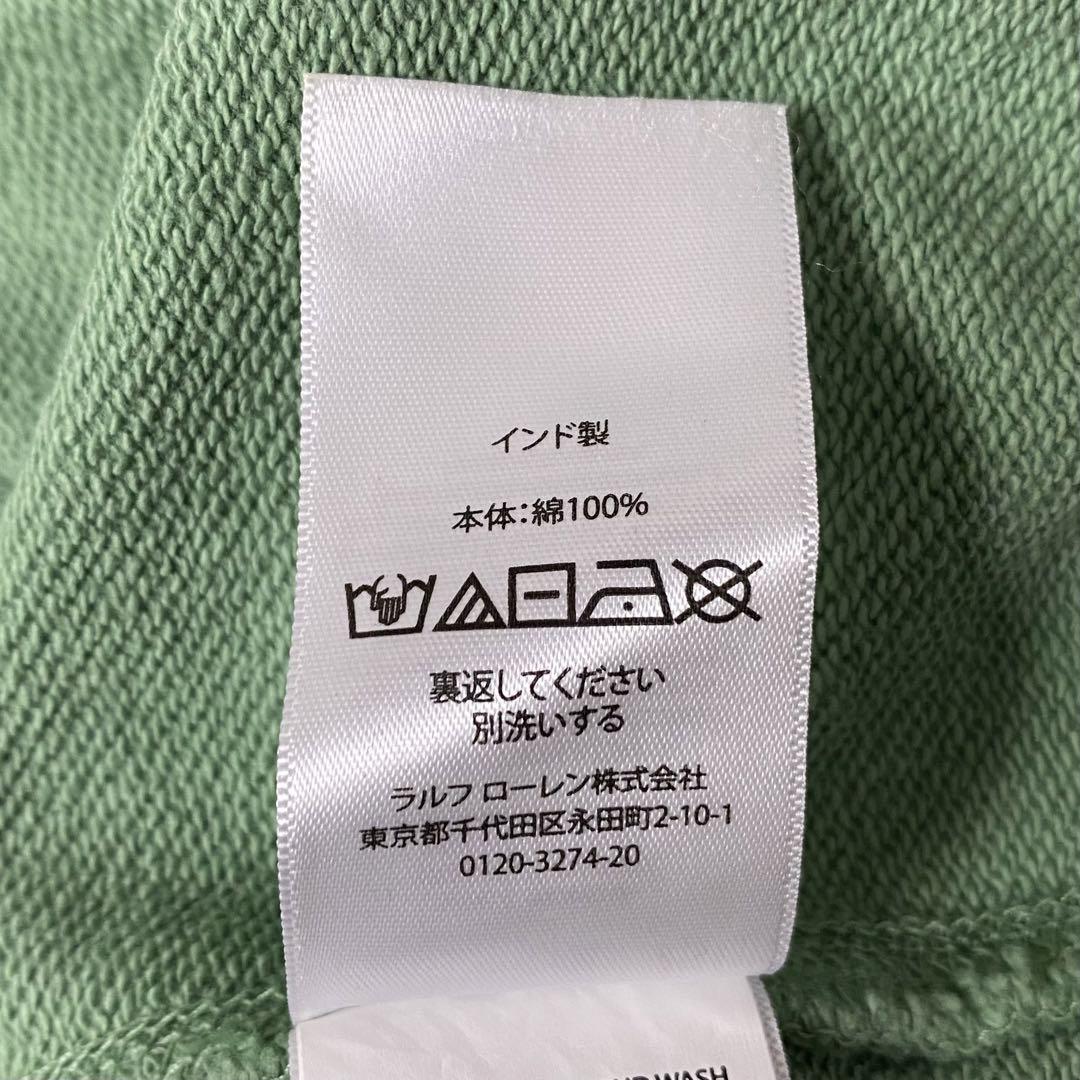 インド製
本体:綿100%
裏返してください
別洗いする
ラルフ ローレン株式会社
東京都千代田区永田町2-10-1
0120-3274-20
WASH